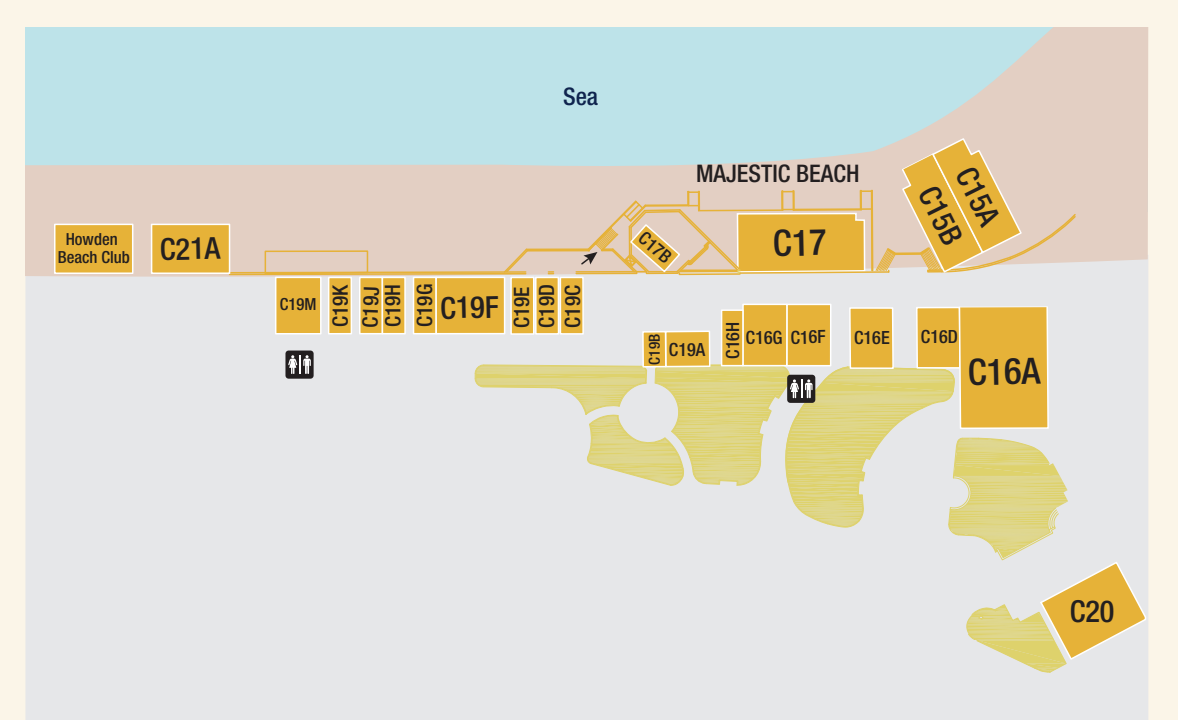 Sea
MAJESTIC BEACH
C15A
C15B
Howden
Beach Club
C21A
C17B
C17
C19M
C19K
C19J
C19H
C19G
C19F
C19E
C19D
C19C
C19B
C19A
C16H
C16G
C16F
C16E
C16D
C16A
C20